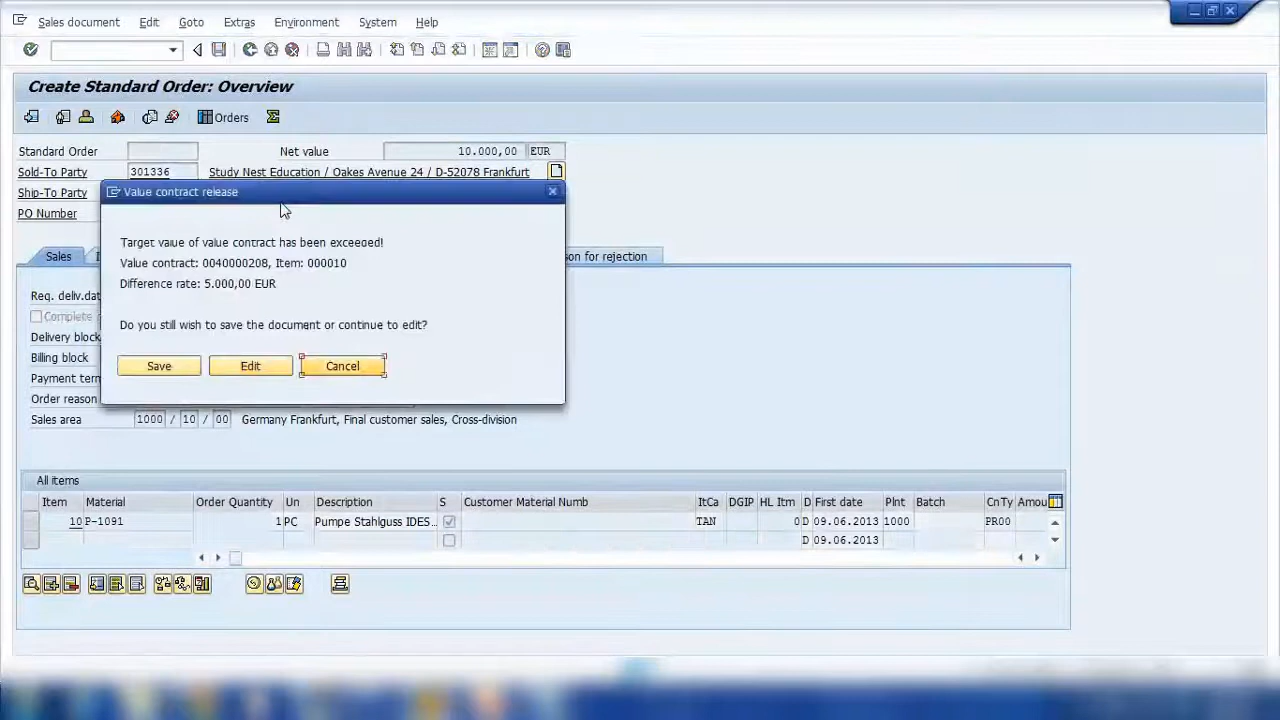 Sales document Edit Goto Extras Environment System Help
Create Standard Order: Overview
Orders
Standard Order Net value 10.000,00 EUR
Sold-To Party 301336 Study Nest Education / Oakes Avenue 24 / D-52078 Frankfurt
Ship-To Party
PO Number
Value contract release
Target value of value contract has been exceeded!
Value contract: 0040000208, Item: 000010
Difference rate: 5.000,00 EUR
Do you still wish to save the document or continue to edit?
Save Edit Cancel
Sales
son for rejection
Req. deliv.dat
Complete
Delivery block
Billing block
Payment term
Order reason
Sales area 1000 / 10 / 00 Germany Frankfurt, Final customer sales, Cross-division
All items
Item Material Order Quantity Un Description S Customer Material Numb ItCa DGIP HL Itm D First date Plnt Batch CnTy Amou
10 P-1091 1 PC Pumpe Stahlguss IDES... TAN 0 D 09.06.2013 1000 PR00
D 09.06.2013